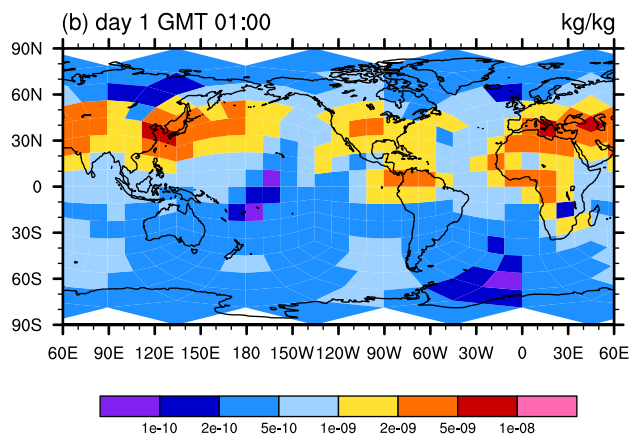 (b) day 1 GMT 01:00 kg/kg
90N
60N
30N
0
30S
60S
90S
60E 90E 120E 150E 180 150W 120W 90W 60W 30W 0 30E 60E
1e-10 2e-10 5e-10 1e-09 2e-09 5e-09 1e-08